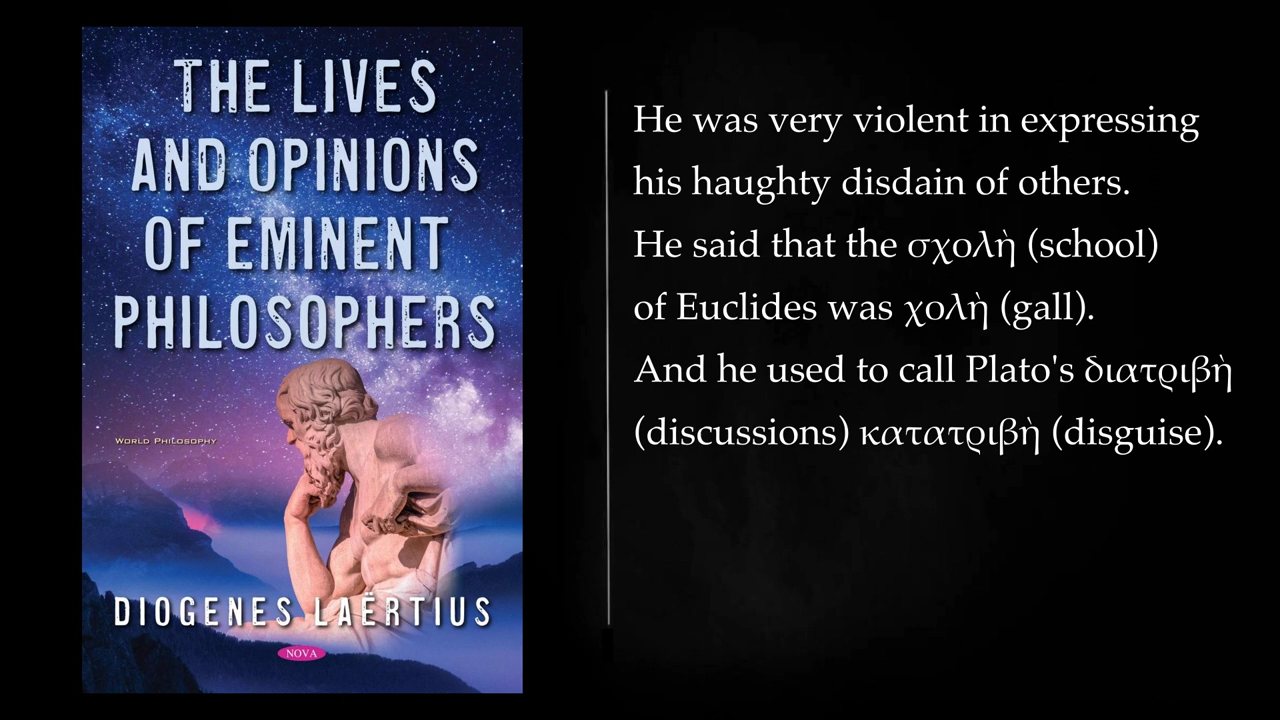 THE LIVES
AND OPINIONS
OF EMINENT
PHILOSOPHERS
WORLD PHILOSOPHY
DIOGENES LAËRTIUS
NOVA
He was very violent in expressing
his haughty disdain of others.
He said that the σχολὴ (school)
of Euclides was χολὴ (gall).
And he used to call Plato's διατριβὴ
(discussions) κατατριβὴ (disguise).